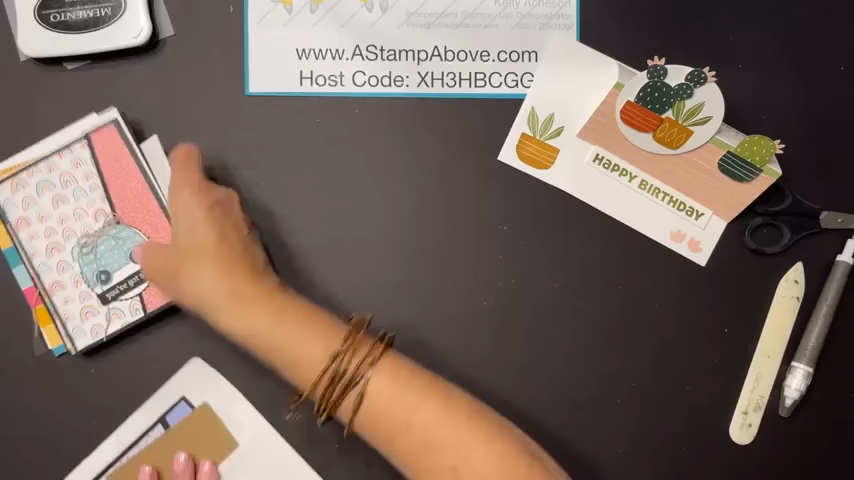 MEMENTO
Kelly Acheson
Independent Stampin' Up! Demonstrator
www.AStampAbove.com
Host Code: XH3HBCGG
HAPPY BIRTHDAY
you've got